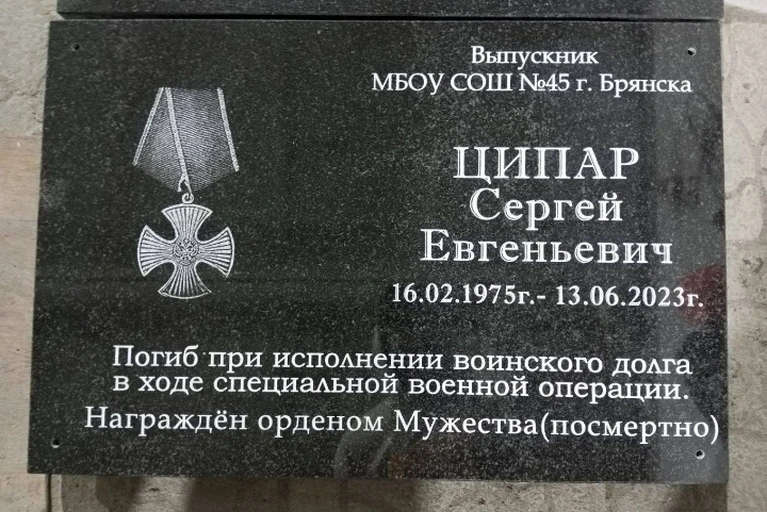 Выпускник
МБОУ СОШ №45 г. Брянска
ЦИПАР
Сергей
Евгеньевич
16.02.1975г.- 13.06.2023г.
Погиб при исполнении воинского долга
в ходе специальной военной операции.
Награждён орденом Мужества(посмертно)